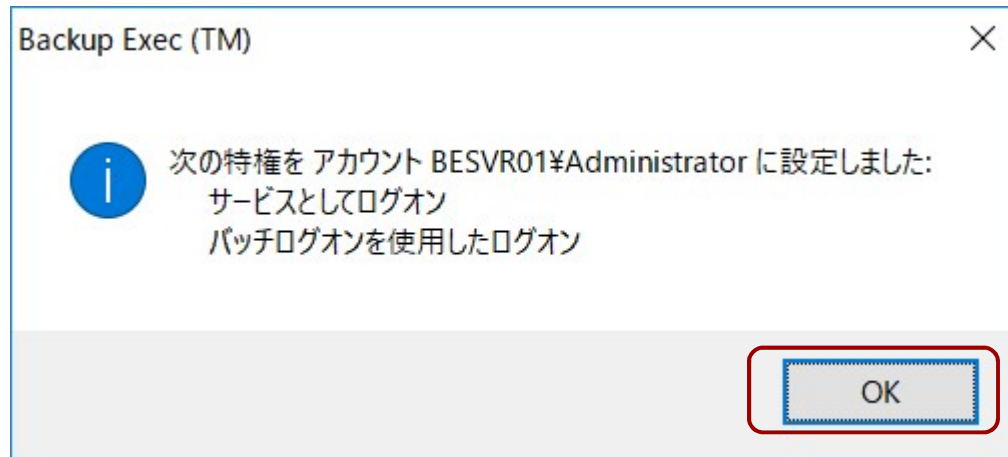 Backup Exec (TM)
次の特権を アカウント BESVR01¥Administrator に設定しました:
サービスとしてログオン
バッチログオンを使用したログオン
OK